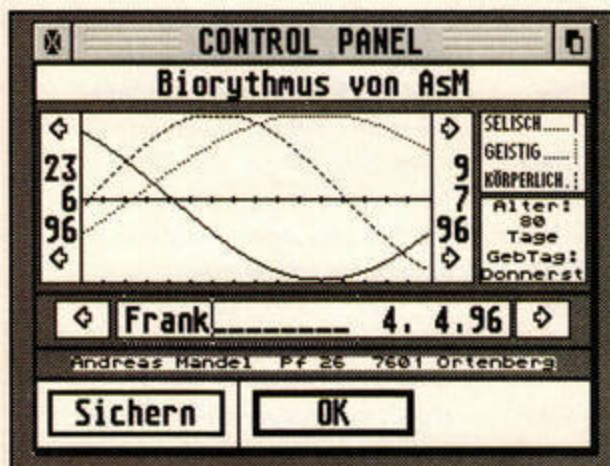 CONTROL PANEL
Biorythmus von AsM
23
6
96
9
7
96
SELISCH.....
GEISTIG.....
KÖRPERLICH.
Alter:
80
Tage
GebTag:
Donnerst
Frank________ 4. 4.96
Andreas Mandel Pf 26 7601 Ortenberg
Sichern
OK